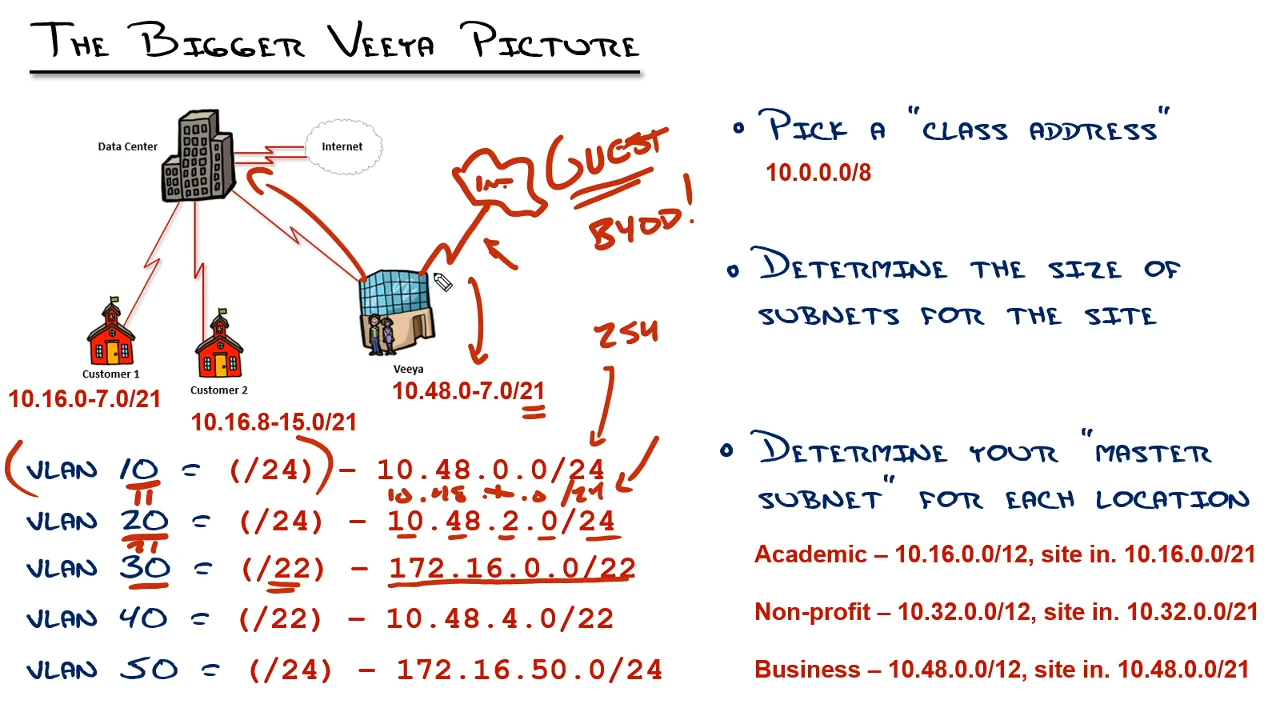 THE BIGGER VEEYA PICTURE
Data Center
Internet
INT.
GUEST
BYOD!
Customer 1
Customer 2
Veeya
10.16.0-7.0/21
10.16.8-15.0/21
10.48.0-7.0/21
254
VLAN 10 = (/24) - 10.48.0.0/24
11
VLAN 20 = (/24) - 10.48.2.0/24
21
VLAN 30 = (/22) - 172.16.0.0/22
VLAN 40 = (/22) - 10.48.4.0/22
VLAN 50 = (/24) - 172.16.50.0/24
• PICK A "CLASS ADDRESS"
10.0.0.0/8
• DETERMINE THE SIZE OF
SUBNETS FOR THE SITE
• DETERMINE YOUR "MASTER
SUBNET" FOR EACH LOCATION
Academic – 10.16.0.0/12, site in. 10.16.0.0/21
Non-profit – 10.32.0.0/12, site in. 10.32.0.0/21
Business – 10.48.0.0/12, site in. 10.48.0.0/21